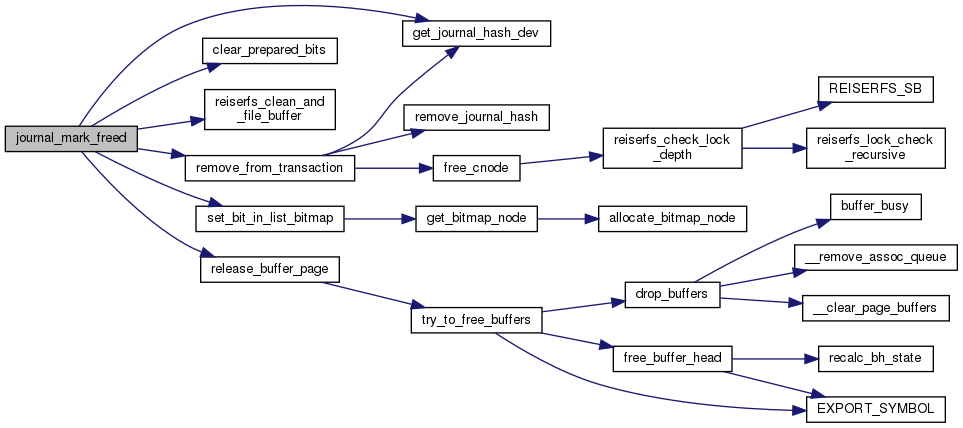 get_journal_hash_dev
clear_prepared_bits
REISERFS_SB
reiserfs_clean_and
_file_buffer
remove_journal_hash
journal_mark_freed
reiserfs_check_lock
_depth
reiserfs_lock_check
_recursive
remove_from_transaction
free_cnode
buffer_busy
set_bit_in_list_bitmap
get_bitmap_node
allocate_bitmap_node
__remove_assoc_queue
release_buffer_page
drop_buffers
__clear_page_buffers
try_to_free_buffers
free_buffer_head
recalc_bh_state
EXPORT_SYMBOL